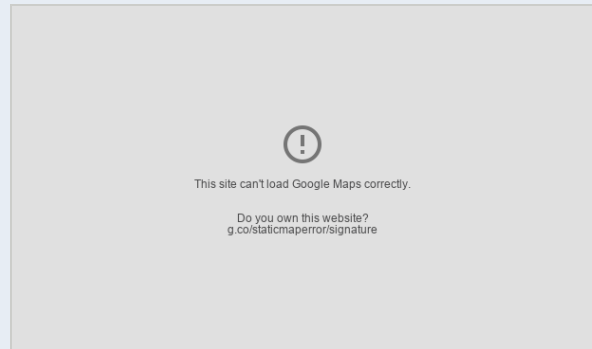 This site can't load Google Maps correctly.
Do you own this website?
g.co/staticmaperror/signature